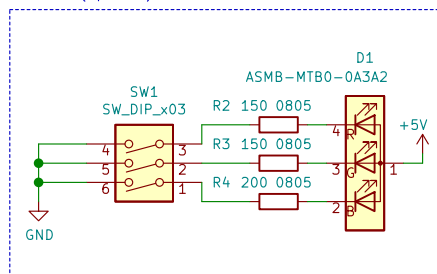 D1
ASMB-MTB0-0A3A2
SW1
SW_DIP_x03
R2 150 0805
+5V
4 3
4 R
R3 150 0805
5 2
3 G
1
R4 200 0805
6 1
2 B
GND